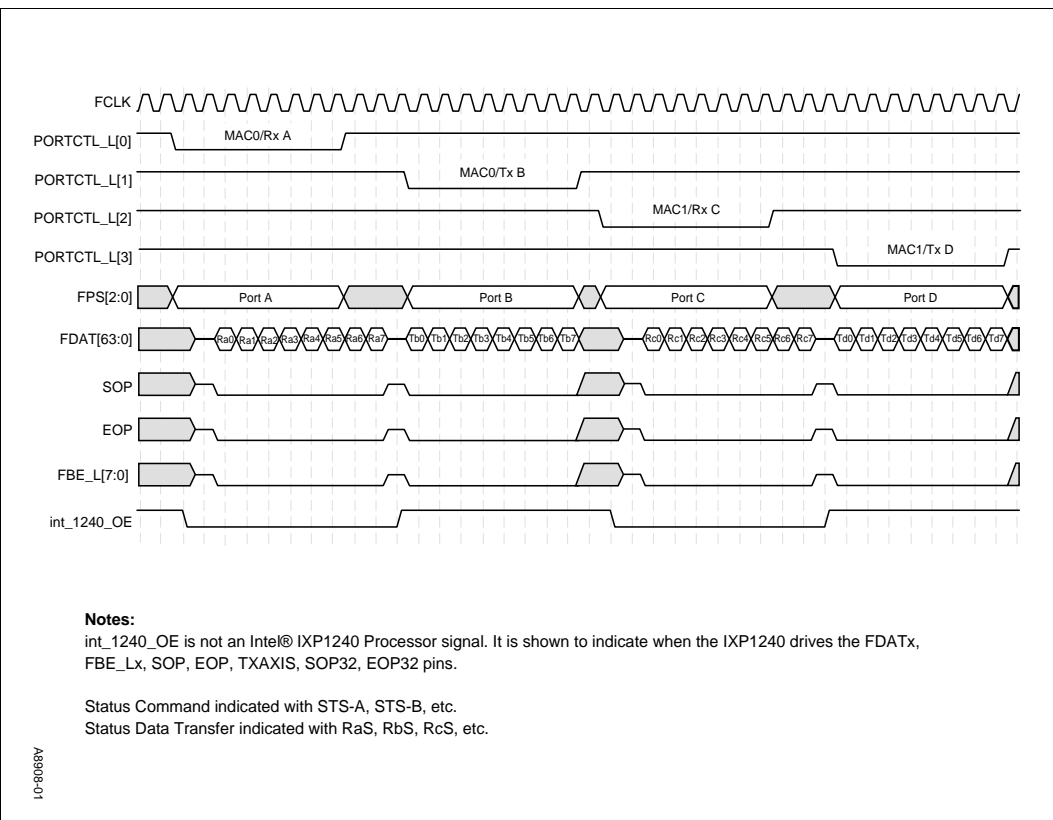 FCLK
PORTCTL_L[0] MAC0/Rx A
PORTCTL_L[1] MAC0/Tx B
PORTCTL_L[2] MAC1/Rx C
PORTCTL_L[3] MAC1/Tx D
FPS[2:0] Port A Port B Port C Port D
FDAT[63:0] Ra0 Ra1 Ra2 Ra3 Ra4 Ra5 Ra6 Ra7 Tb0 Tb1 Tb2 Tb3 Tb4 Tb5 Tb6 Tb7 Rc0 Rc1 Rc2 Rc3 Rc4 Rc5 Rc6 Rc7 Td0 Td1 Td2 Td3 Td4 Td5 Td6 Td7
SOP
EOP
FBE_L[7:0]
int_1240_OE
Notes:
int_1240_OE is not an Intel® IXP1240 Processor signal. It is shown to indicate when the IXP1240 drives the FDATx,
FBE_Lx, SOP, EOP, TXAXIS, SOP32, EOP32 pins.
Status Command indicated with STS-A, STS-B, etc.
Status Data Transfer indicated with RaS, RbS, RcS, etc.
A8908-01